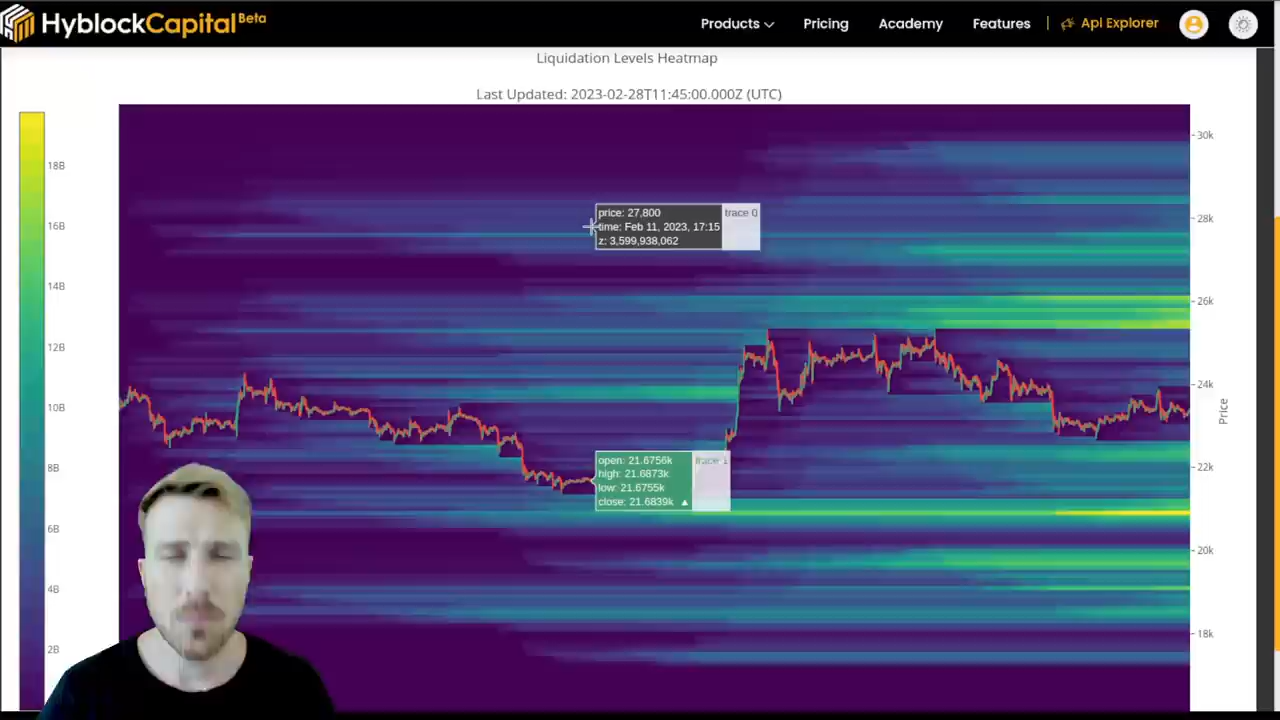 HyblockCapital Beta
Products Pricing Academy Features | Api Explorer
Liquidation Levels Heatmap
Last Updated: 2023-02-28T11:45:00.000Z (UTC)
18B
16B
14B
12B
10B
8B
6B
4B
2B
price: 27,800
time: Feb 11, 2023, 17:15
z: 3,599,938,062
trace 0
open: 21.6756k
high: 21.6873k
low: 21.6755k
close: 21.6839k ▲
trace 1
30k
28k
26k
24k
22k
20k
18k
Price